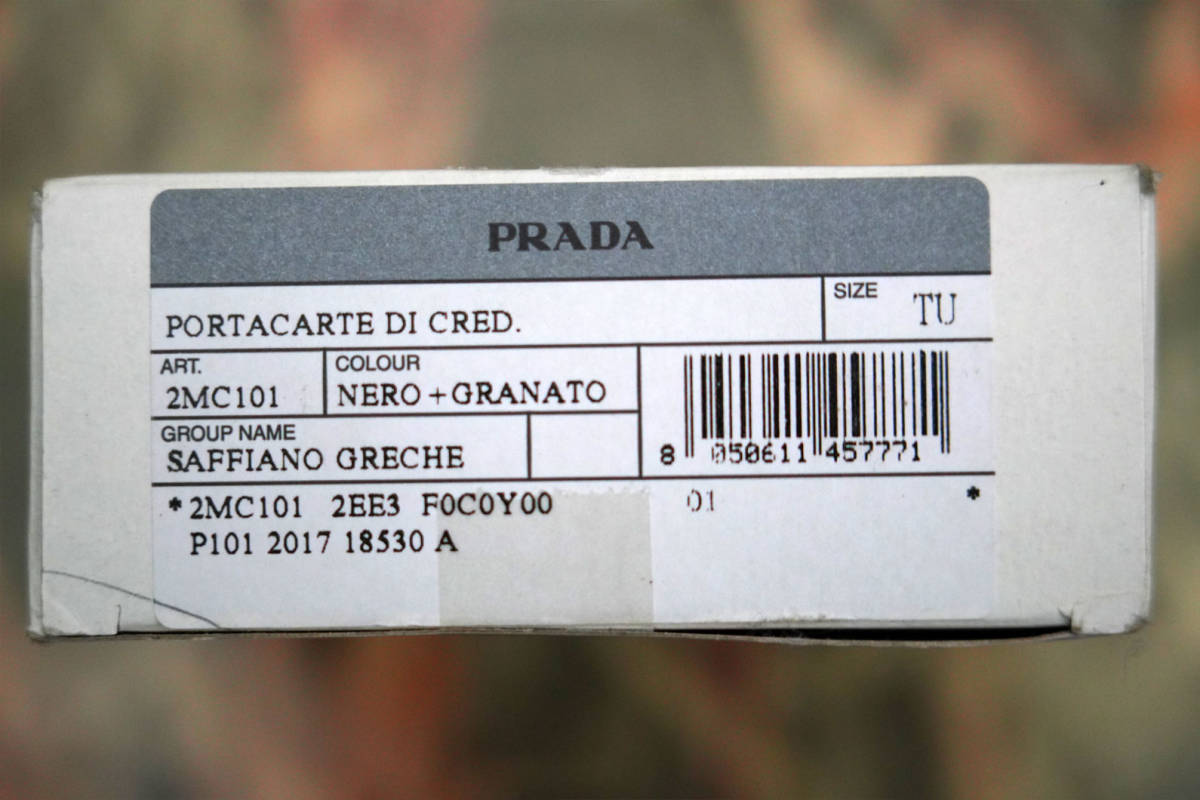 PRADA
PORTACARTE DI CRED.
SIZE TU
ART.
2MC101
COLOUR
NERO+GRANATO
GROUP NAME
SAFFIANO GRECHE
8 050611 457771
*2MC101 2EE3 F0C0Y00 01 *
P101 2017 18530 A